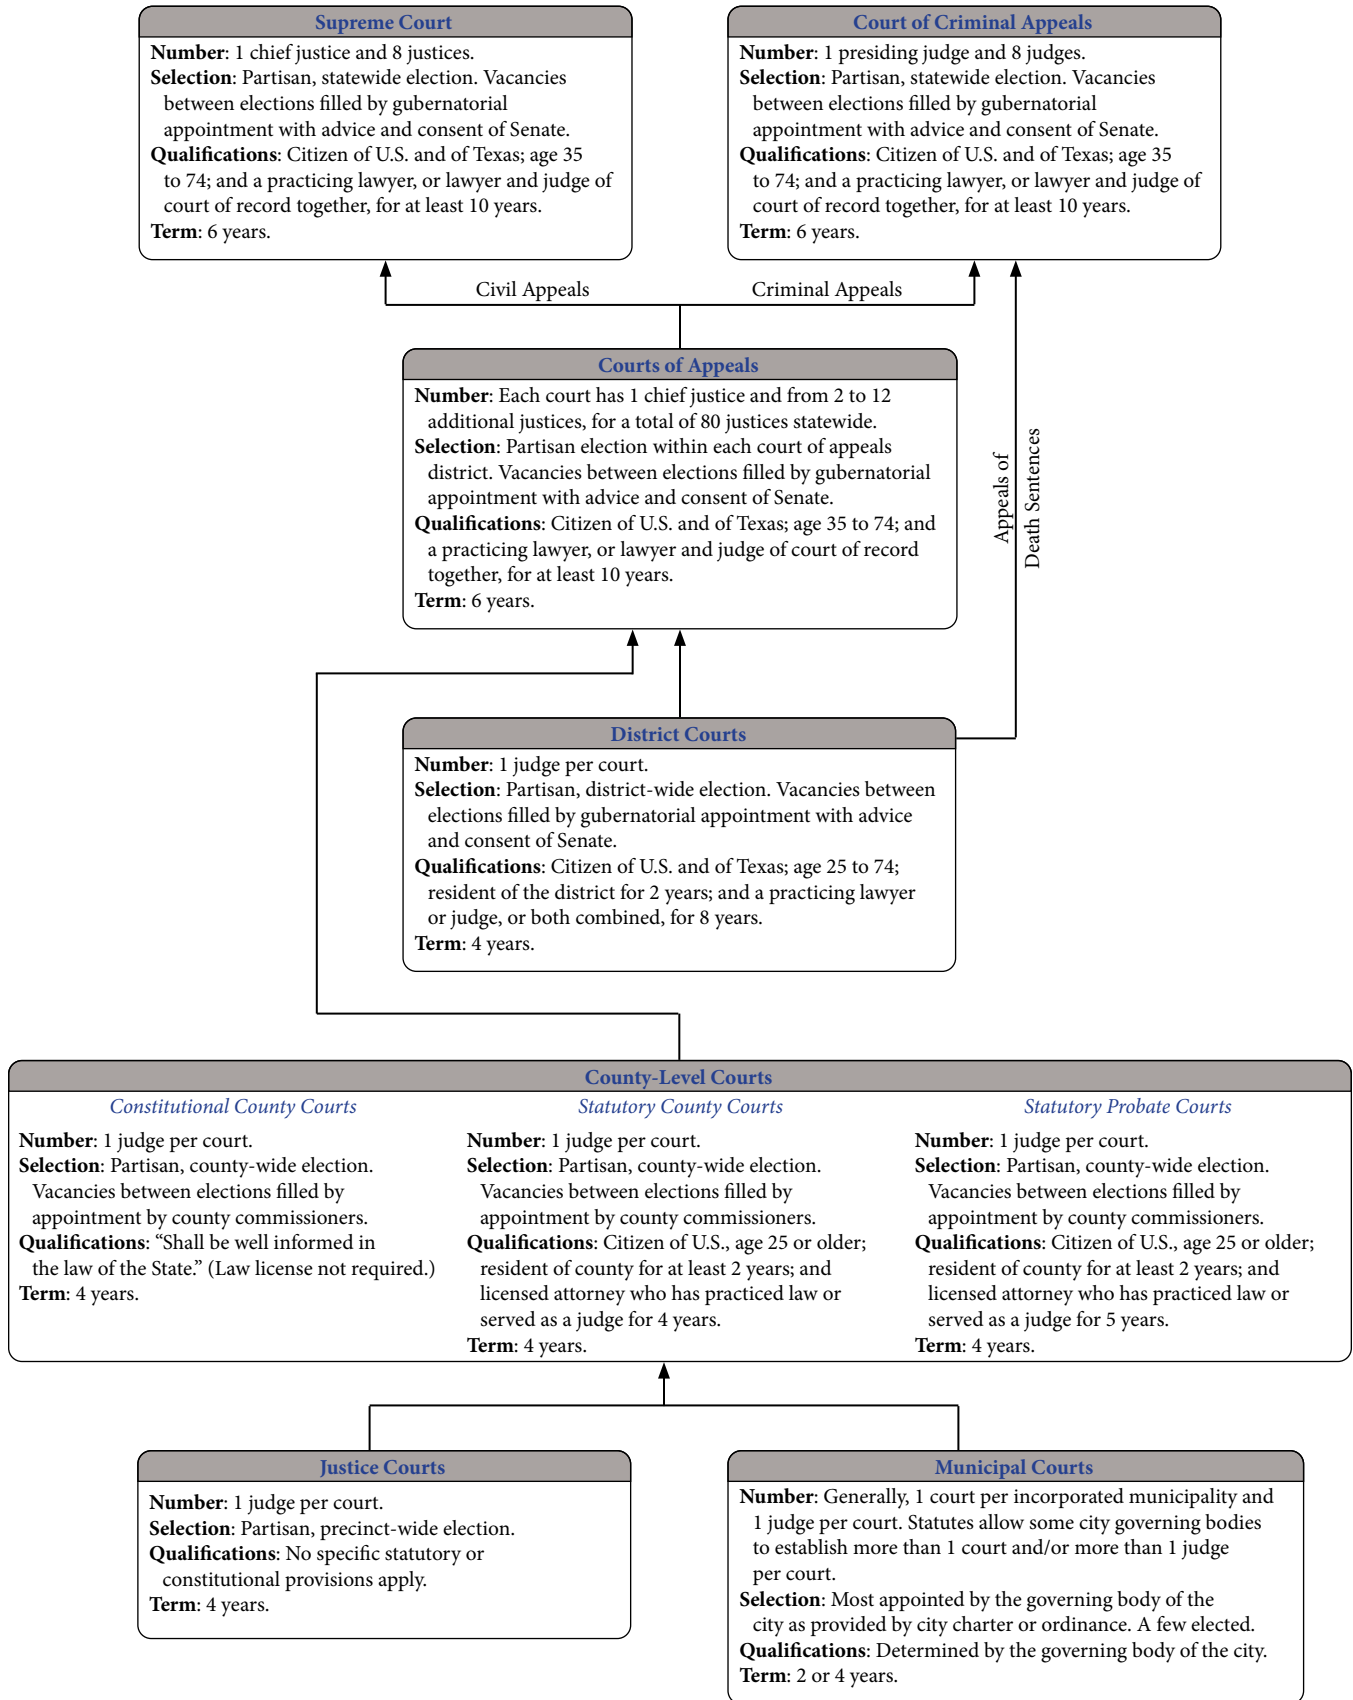 Supreme Court
Number: 1 chief justice and 8 justices.
Selection: Partisan, statewide election. Vacancies
between elections filled by gubernatorial
appointment with advice and consent of Senate.
Qualifications: Citizen of U.S. and of Texas; age 35
to 74; and a practicing lawyer, or lawyer and judge of
court of record together, for at least 10 years.
Term: 6 years.
Court of Criminal Appeals
Number: 1 presiding judge and 8 judges.
Selection: Partisan, statewide election. Vacancies
between elections filled by gubernatorial
appointment with advice and consent of Senate.
Qualifications: Citizen of U.S. and of Texas; age 35
to 74; and a practicing lawyer, or lawyer and judge of
court of record together, for at least 10 years.
Term: 6 years.
Civil Appeals
Criminal Appeals
Courts of Appeals
Number: Each court has 1 chief justice and from 2 to 12
additional justices, for a total of 80 justices statewide.
Selection: Partisan election within each court of appeals
district. Vacancies between elections filled by gubernatorial
appointment with advice and consent of Senate.
Qualifications: Citizen of U.S. and of Texas; age 35 to 74; and
a practicing lawyer, or lawyer and judge of court of record
together, for at least 10 years.
Term: 6 years.
Appeals of
Death Sentences
District Courts
Number: 1 judge per court.
Selection: Partisan, district-wide election. Vacancies between
elections filled by gubernatorial appointment with advice
and consent of Senate.
Qualifications: Citizen of U.S. and of Texas; age 25 to 74;
resident of the district for 2 years; and a practicing lawyer
or judge, or both combined, for 8 years.
Term: 4 years.
County-Level Courts
Constitutional County Courts
Number: 1 judge per court.
Selection: Partisan, county-wide election.
Vacancies between elections filled by
appointment by county commissioners.
Qualifications: “Shall be well informed in
the law of the State.” (Law license not required.)
Term: 4 years.
Statutory County Courts
Number: 1 judge per court.
Selection: Partisan, county-wide election.
Vacancies between elections filled by
appointment by county commissioners.
Qualifications: Citizen of U.S., age 25 or older;
resident of county for at least 2 years; and
licensed attorney who has practiced law or
served as a judge for 4 years.
Term: 4 years.
Statutory Probate Courts
Number: 1 judge per court.
Selection: Partisan, county-wide election.
Vacancies between elections filled by
appointment by county commissioners.
Qualifications: Citizen of U.S., age 25 or older;
resident of county for at least 2 years; and
licensed attorney who has practiced law or
served as a judge for 5 years.
Term: 4 years.
Justice Courts
Number: 1 judge per court.
Selection: Partisan, precinct-wide election.
Qualifications: No specific statutory or
constitutional provisions apply.
Term: 4 years.
Municipal Courts
Number: Generally, 1 court per incorporated municipality and
1 judge per court. Statutes allow some city governing bodies
to establish more than 1 court and/or more than 1 judge
per court.
Selection: Most appointed by the governing body of the
city as provided by city charter or ordinance. A few elected.
Qualifications: Determined by the governing body of the city.
Term: 2 or 4 years.